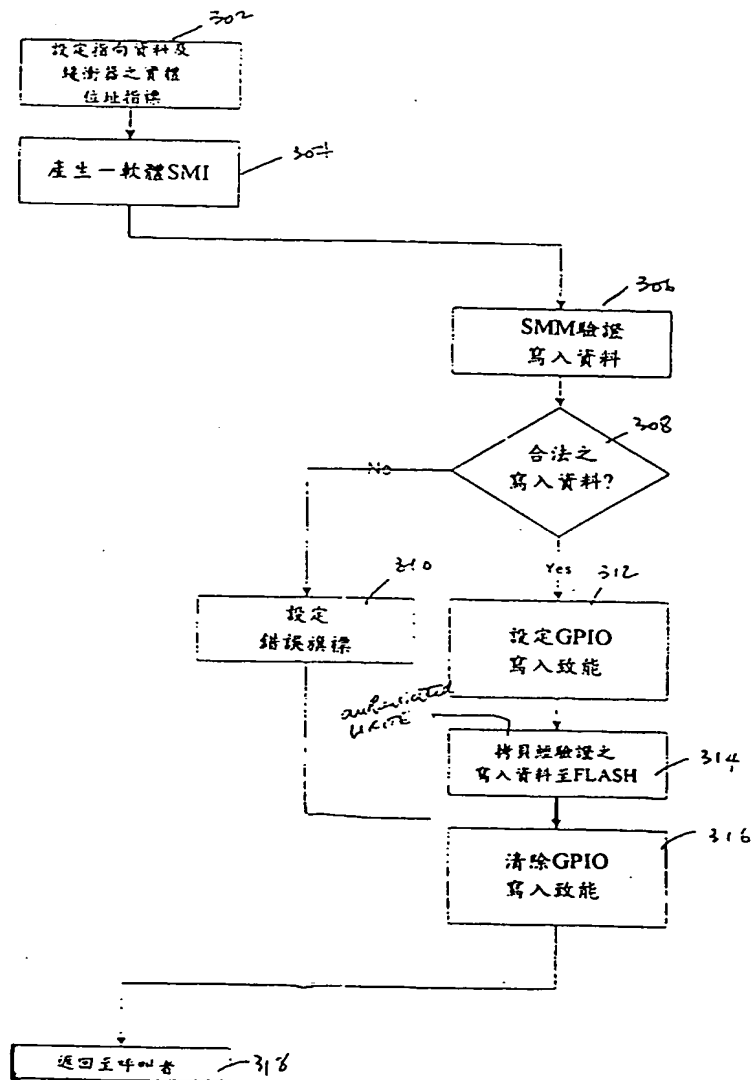 302
設定指向資料及
緩衝器之實體
位址指標
產生一軟體SMI
304
306
SMM驗證
寫入資料
308
合法之
寫入資料?
No
Yes
310
312
設定
錯誤旗標
設定GPIO
寫入致能
authenticated
WRITE
拷貝經驗證之
寫入資料至FLASH
314
316
清除GPIO
寫入致能
返回至呼叫者
318